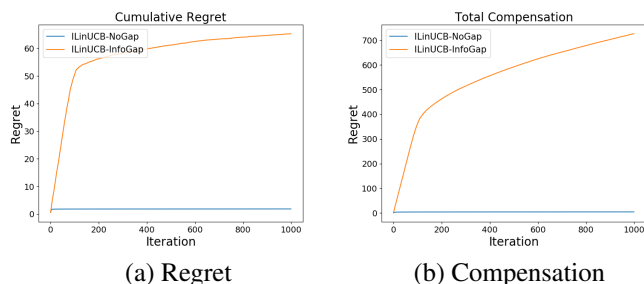 Cumulative Regret
ILinUCB-NoGap
ILinUCB-InfoGap
Regret
60
50
40
30
20
10
0
0 200 400 600 800 1000
Iteration
(a) Regret
Total Compensation
ILinUCB-NoGap
ILinUCB-InfoGap
Regret
700
600
500
400
300
200
100
0
0 200 400 600 800 1000
Iteration
(b) Compensation